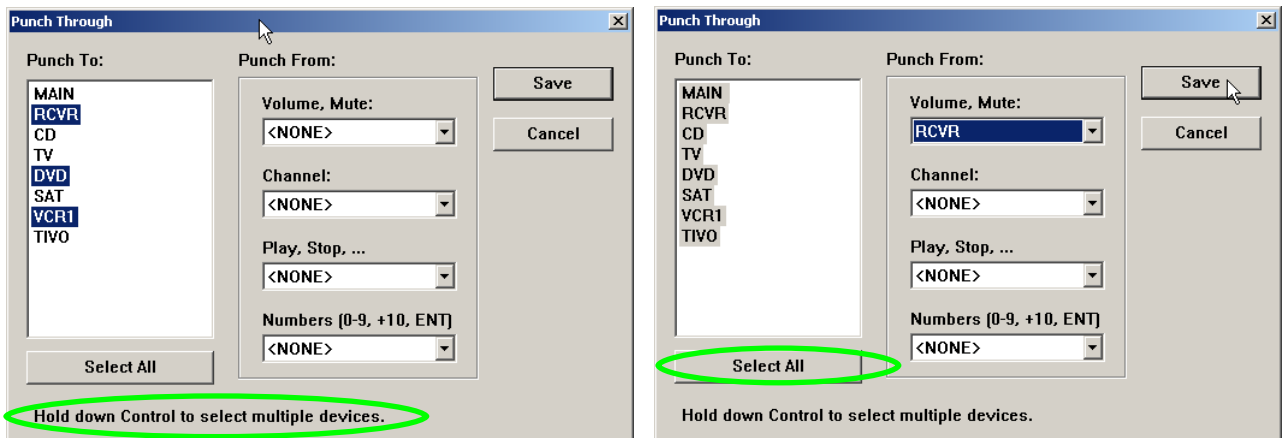 Punch Through
Punch To:
MAIN
RCVR
CD
TV
DVD
SAT
VCR1
TIVO
Select All
Hold down Control to select multiple devices.
Punch From:
Volume, Mute:
<NONE>
Channel:
<NONE>
Play, Stop, ...
<NONE>
Numbers (0-9, +10, ENT)
<NONE>
Save
Cancel
Punch Through
Punch To:
MAIN
RCVR
CD
TV
DVD
SAT
VCR1
TIVO
Select All
Hold down Control to select multiple devices.
Punch From:
Volume, Mute:
RCVR
Channel:
<NONE>
Play, Stop, ...
<NONE>
Numbers (0-9, +10, ENT)
<NONE>
Save
Cancel